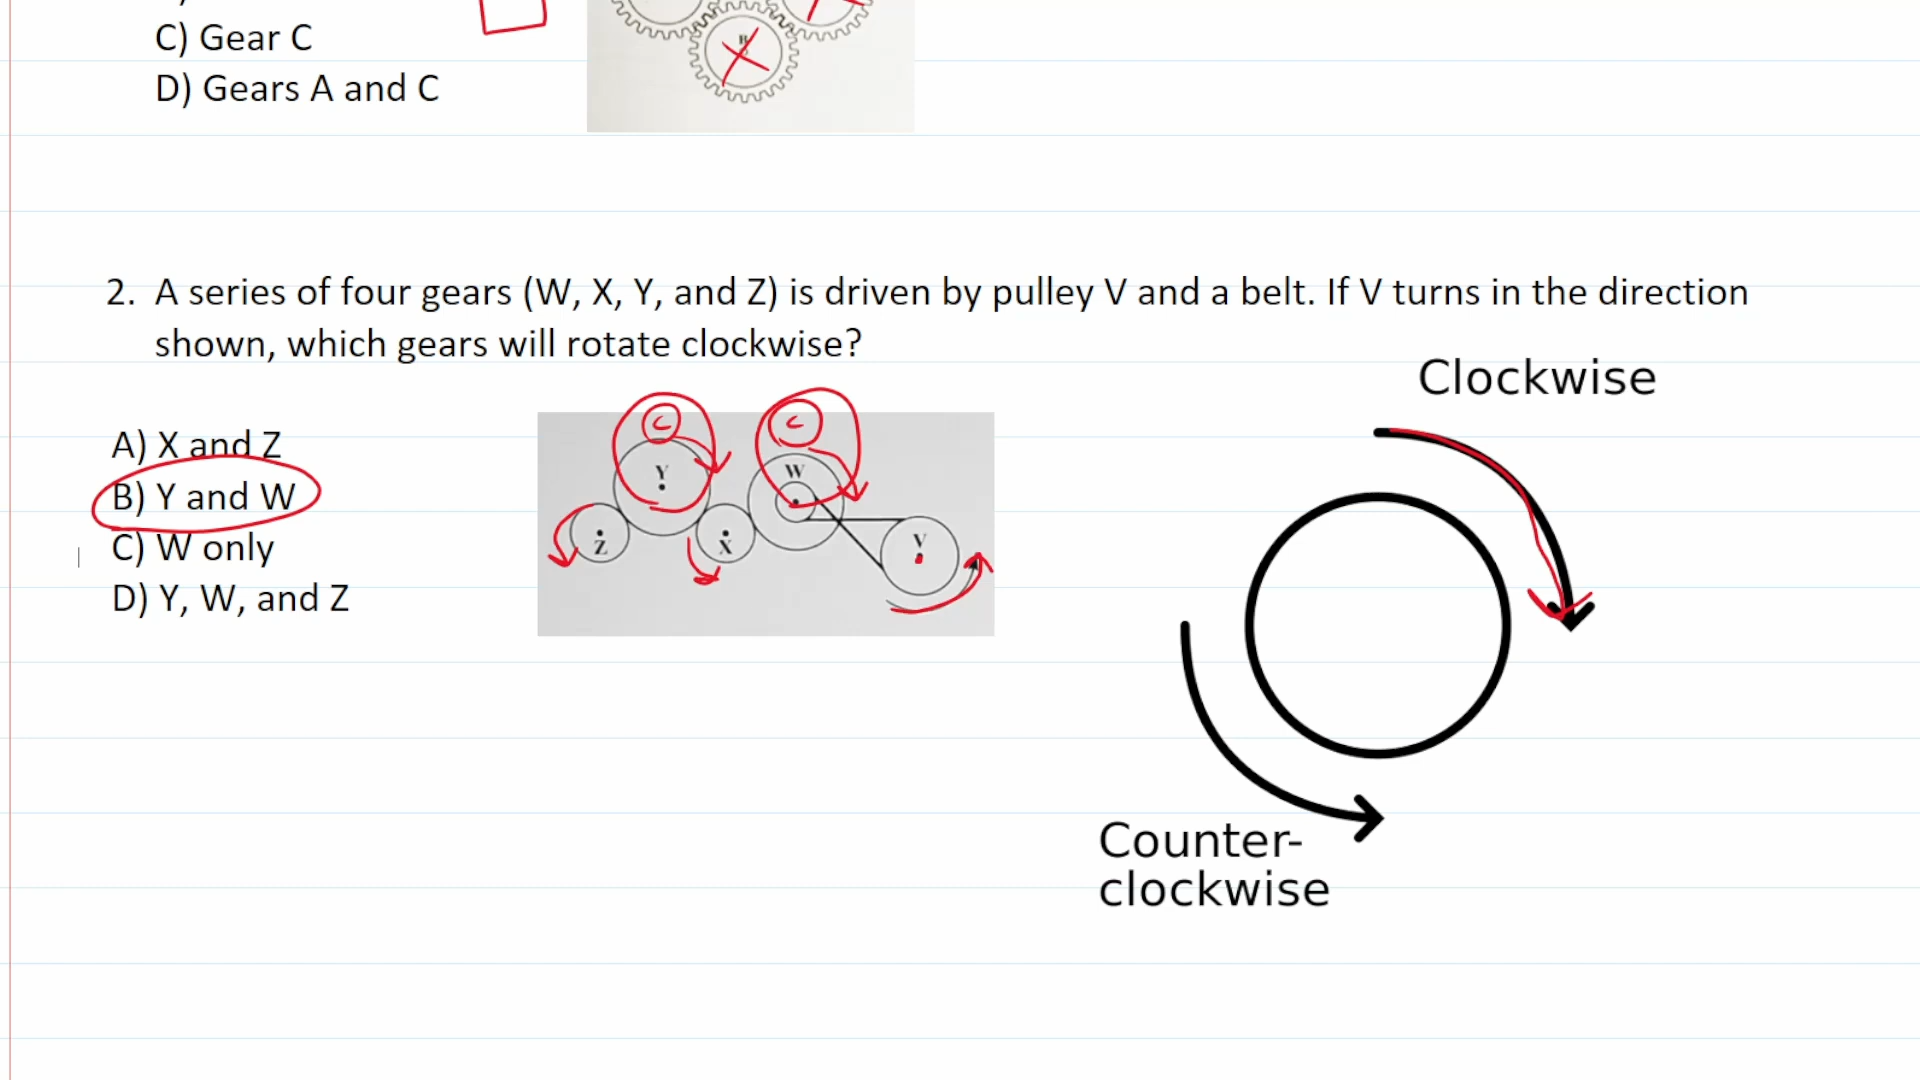 C) Gear C
B
D) Gears A and C
2. A series of four gears (W, X, Y, and Z) is driven by pulley V and a belt. If V turns in the direction
shown, which gears will rotate clockwise?
Clockwise
A) X and Z
B) Y and W
C) W only
D) Y, W, and Z
C
C
Y
W
Z
X
V
Counter-
clockwise